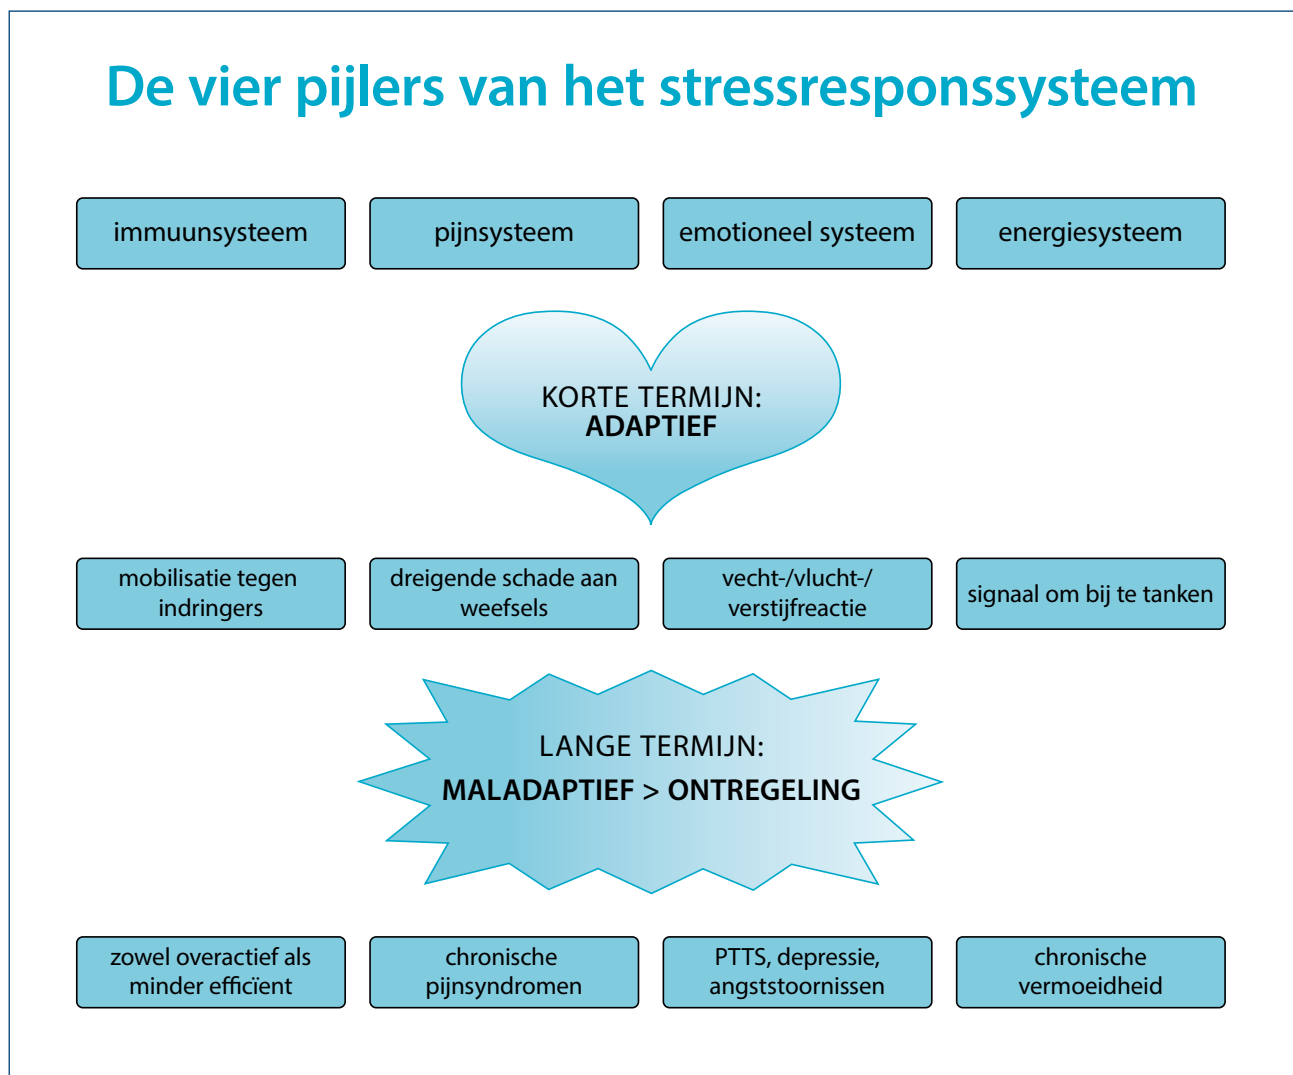 De vier pijlers van het stressresponssysteem
immuunsysteem
pijnsysteem
emotioneel systeem
energiesysteem
KORTE TERMIJN:
ADAPTIEF
mobilisatie tegen
indringers
dreigende schade aan
weefsels
vecht-/vlucht-/
verstijfreactie
signaal om bij te tanken
LANGE TERMIJN:
MALADAPTIEF > ONTREGELING
zowel overactief als
minder efficïent
chronische
pijnsyndromen
PTTS, depressie,
angststoornissen
chronische
vermoeidheid